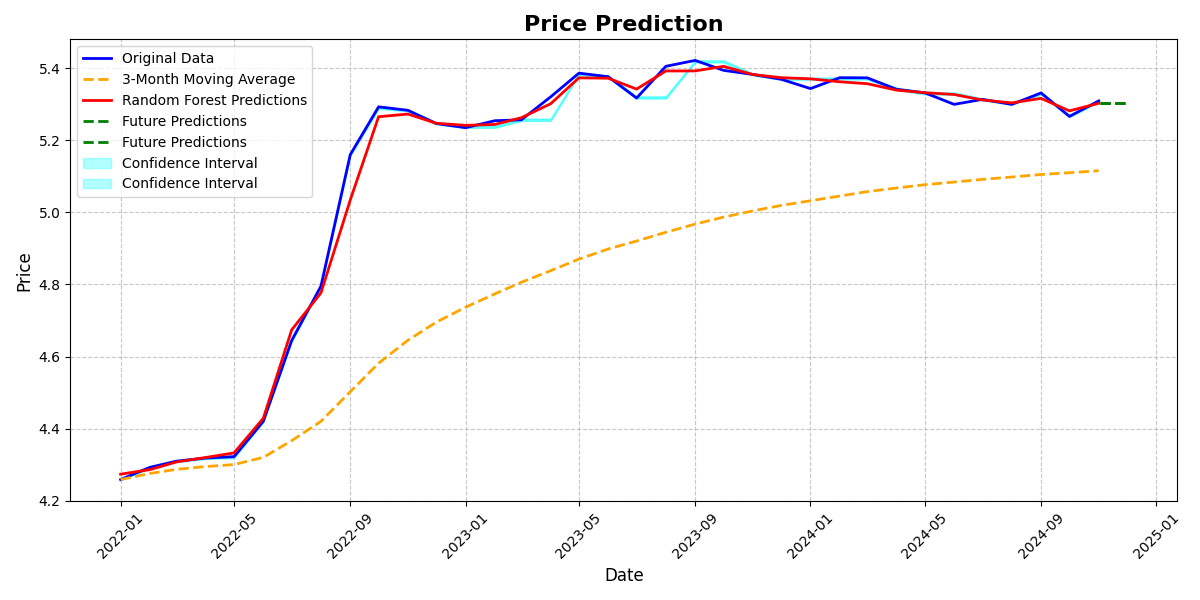 Price Prediction
Original Data
3-Month Moving Average
Random Forest Predictions
Future Predictions
Future Predictions
Confidence Interval
Confidence Interval
5.4
5.2
5.0
4.8
4.6
4.4
4.2
Price
2022-01
2022-05
2022-09
2023-01
2023-05
2023-09
2024-01
2024-05
2024-09
2025-01
Date